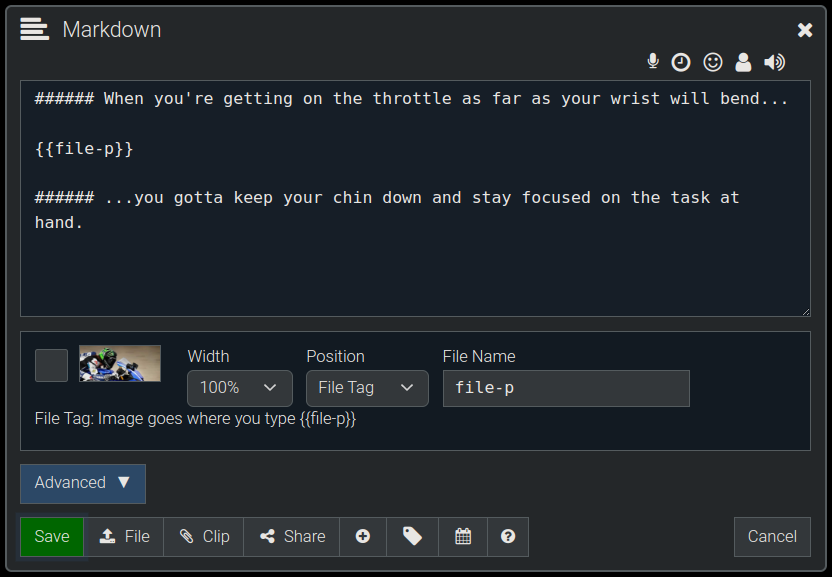 Markdown
###### When you're getting on the throttle as far as your wrist will bend...
{{file-p}}
###### ...you gotta keep your chin down and stay focused on the task at
hand.
Width Position File Name
100% File Tag file-p
File Tag: Image goes where you type {{file-p}}
Advanced ▼
Save File Clip Share Cancel